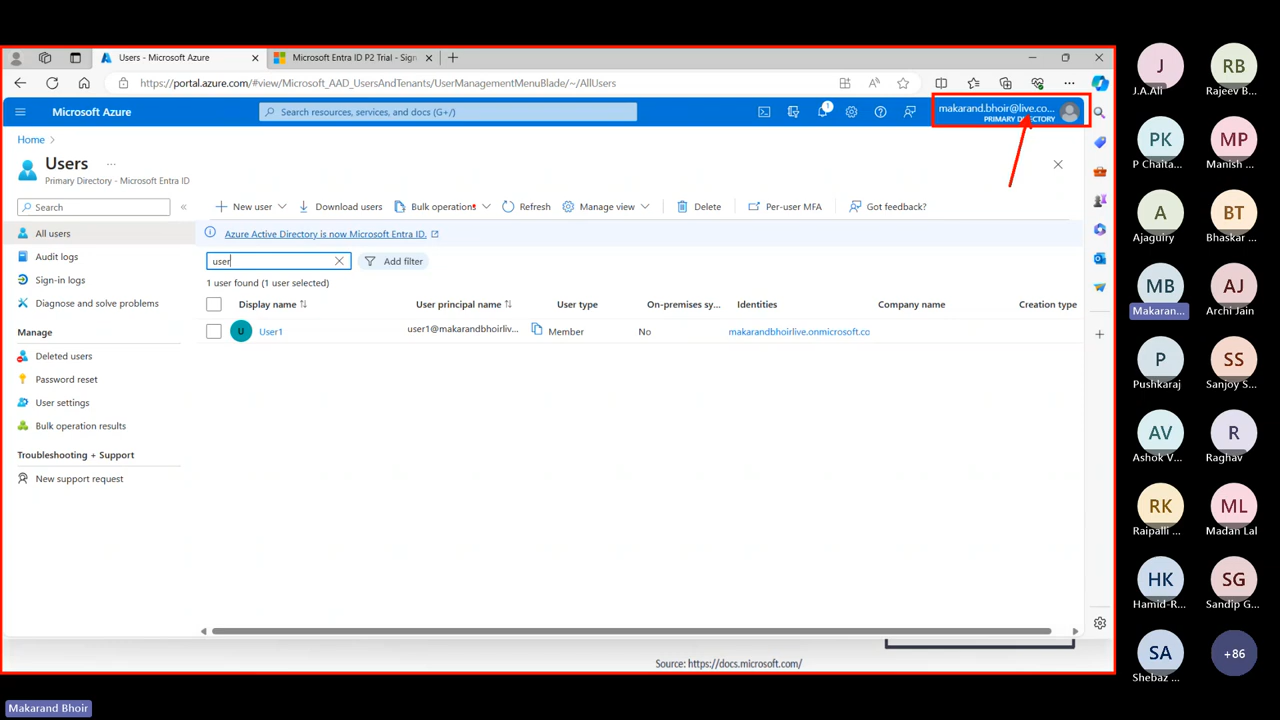 Users - Microsoft Azure
Microsoft Entra ID P2 Trial - Sign
https://portal.azure.com/#view/Microsoft_AAD_UsersAndTenants/UserManagementMenuBlade/~/AllUsers
Microsoft Azure
Search resources, services, and docs (G+/)
1
makarand.bhoir@live.co...
PRIMARY DIRECTORY
Home
Users
Primary Directory - Microsoft Entra ID
Search
New user
Download users
Bulk operations
Refresh
Manage view
Delete
Per-user MFA
Got feedback?
All users
Audit logs
Sign-in logs
Diagnose and solve problems
Manage
Deleted users
Password reset
User settings
Bulk operation results
Troubleshooting + Support
New support request
Azure Active Directory is now Microsoft Entra ID.
user
Add filter
1 user found (1 user selected)
Display name
User principal name
User type
On-premises sy...
Identities
Company name
Creation type
U
User1
user1@makarandbhoirliv...
Member
No
makarandbhoirlive.onmicrosoft.co
Source: https://docs.microsoft.com/
J
J.A.Ali
RB
Rajeev B...
PK
P Chaita...
MP
Manish ...
A
Ajaguiry
BT
Bhaskar ...
MB
Makaran...
AJ
Archi Jain
P
Pushkaraj
SS
Sanjoy S...
AV
Ashok V...
R
Raghav
RK
Raipalli ...
ML
Madan Lal
HK
Hamid-R...
SG
Sandip G...
SA
Shebaz ...
+86
Makarand Bhoir